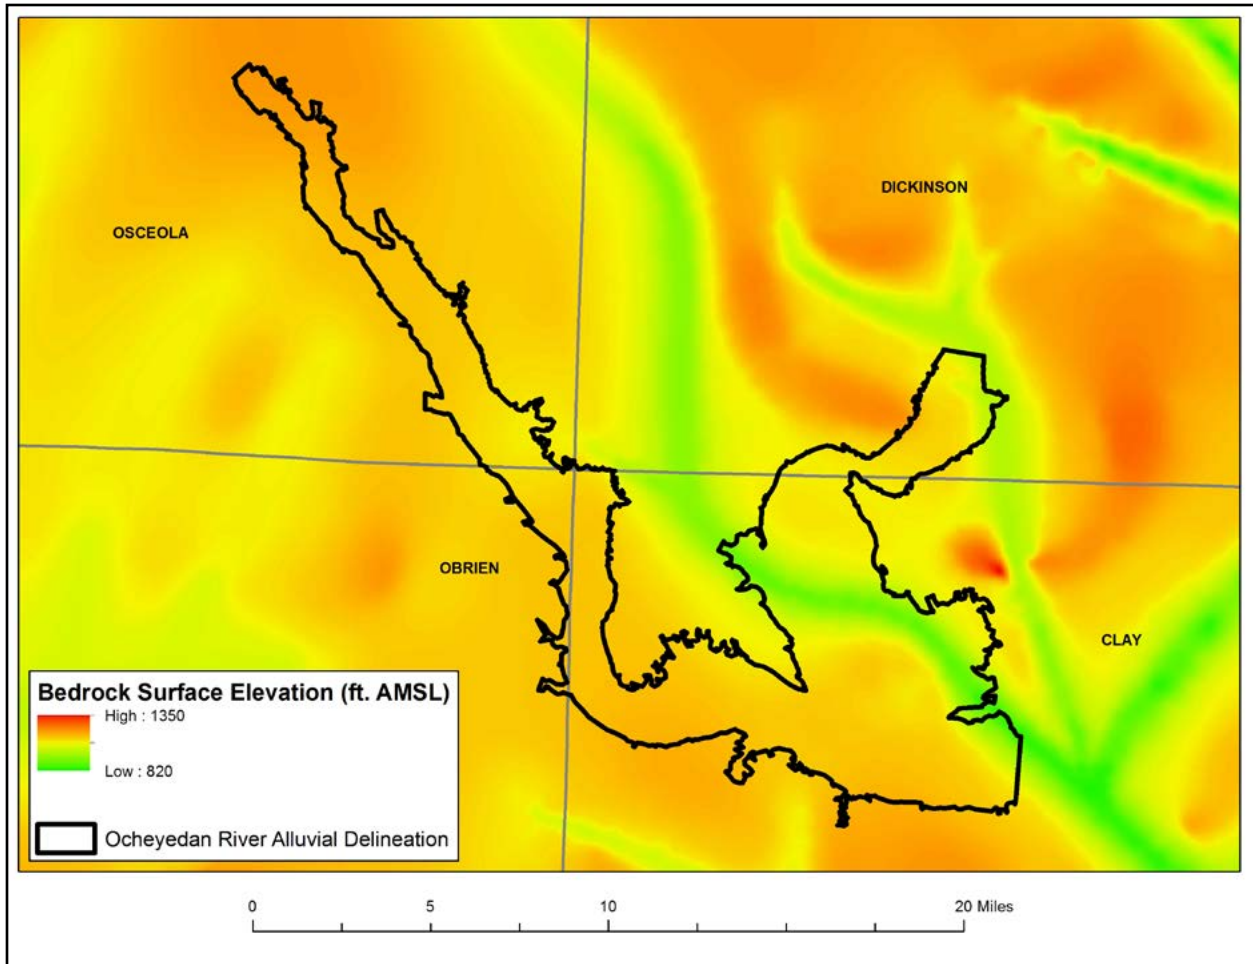 DICKINSON
OSCEOLA
OBRIEN
CLAY
Bedrock Surface Elevation (ft. AMSL)
High : 1350
Low : 820
Ocheyedan River Alluvial Delineation
0 5 10 20 Miles